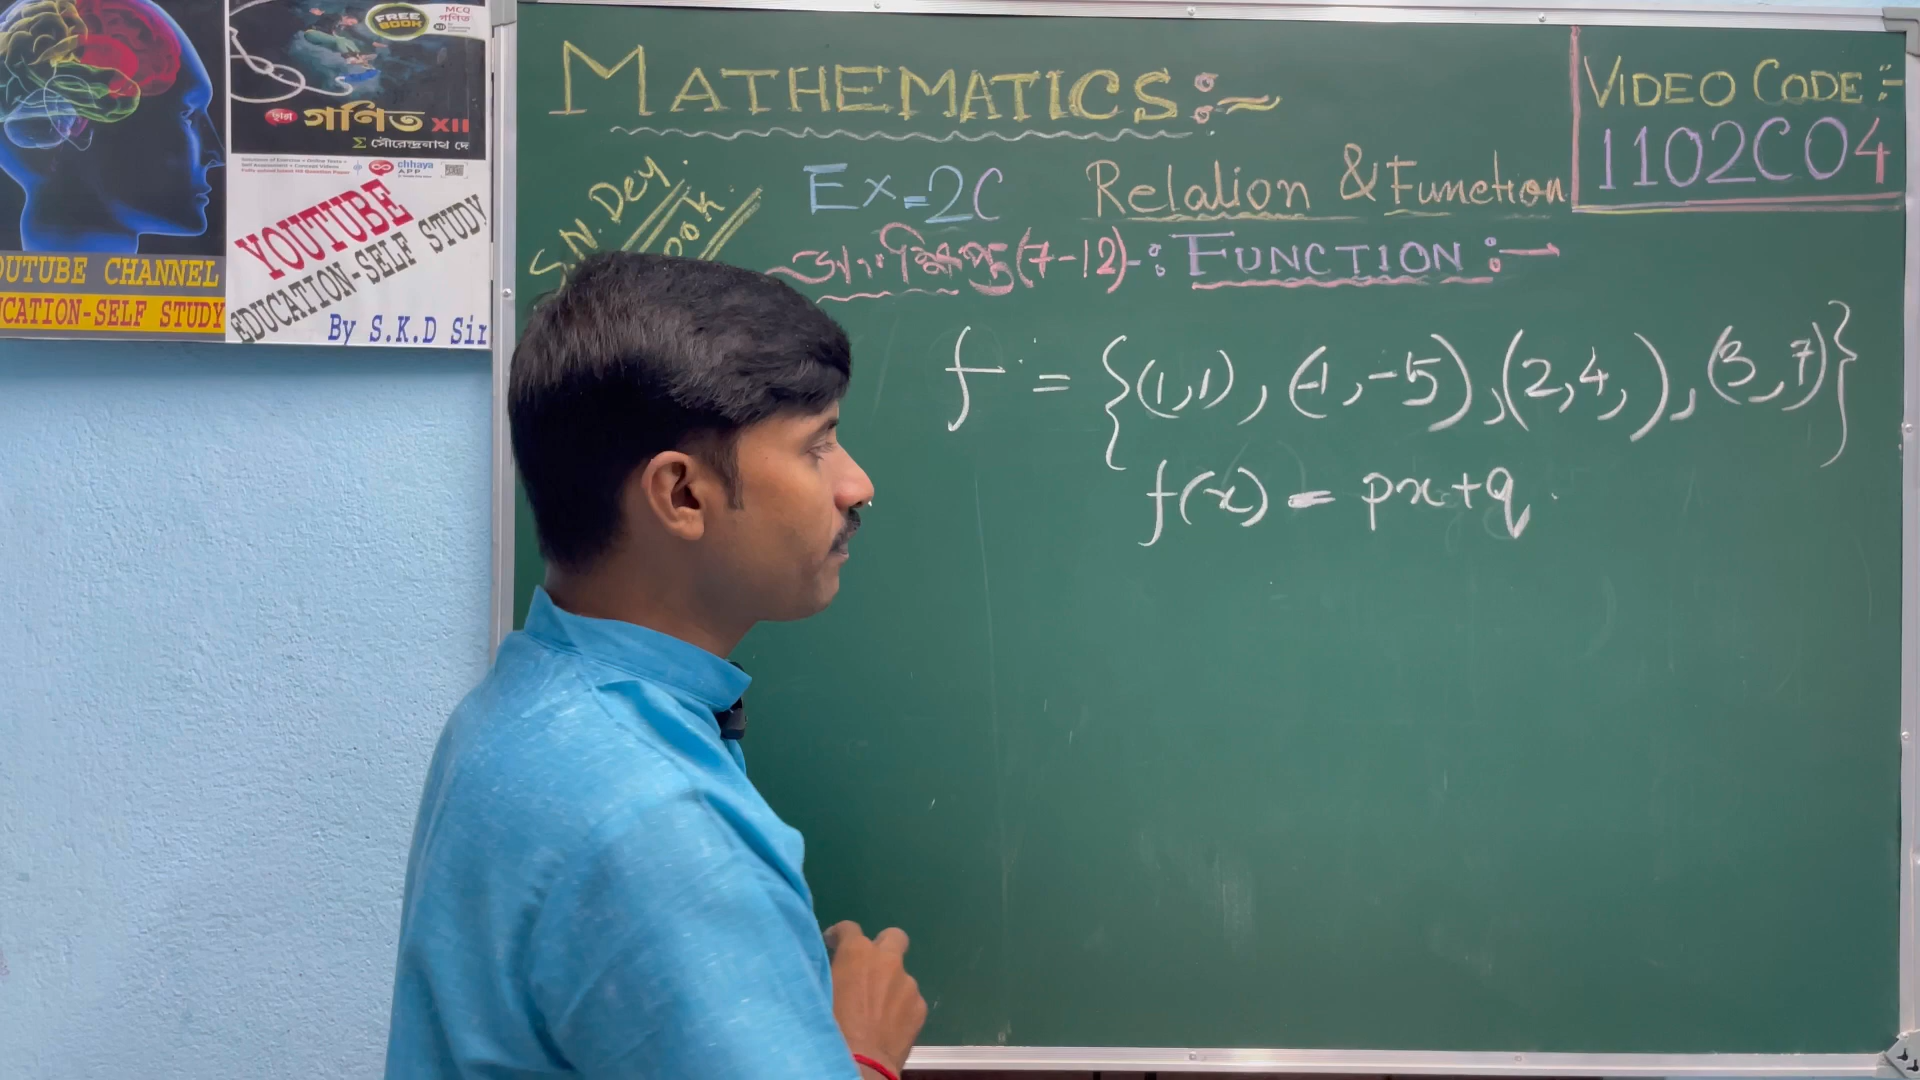 FREE BOOK
MCQ গণিত
ছায়া গণিত XII
সৌরেন্দ্রনাথ দে
chhaya APP
YOUTUBE
EDUCATION-SELF STUDY
By S.K.D Sir
OUTUBE CHANNEL
CATION-SELF STUDY
MATHEMATICS:~
VIDEO CODE:-
1102C04
S.N. Dey
Ex-2C Relation & Function
(7-12)-: FUNCTION:→
f = {(1,1), (-1,-5), (2,4,), (3,7)}
f(x) = px+q.